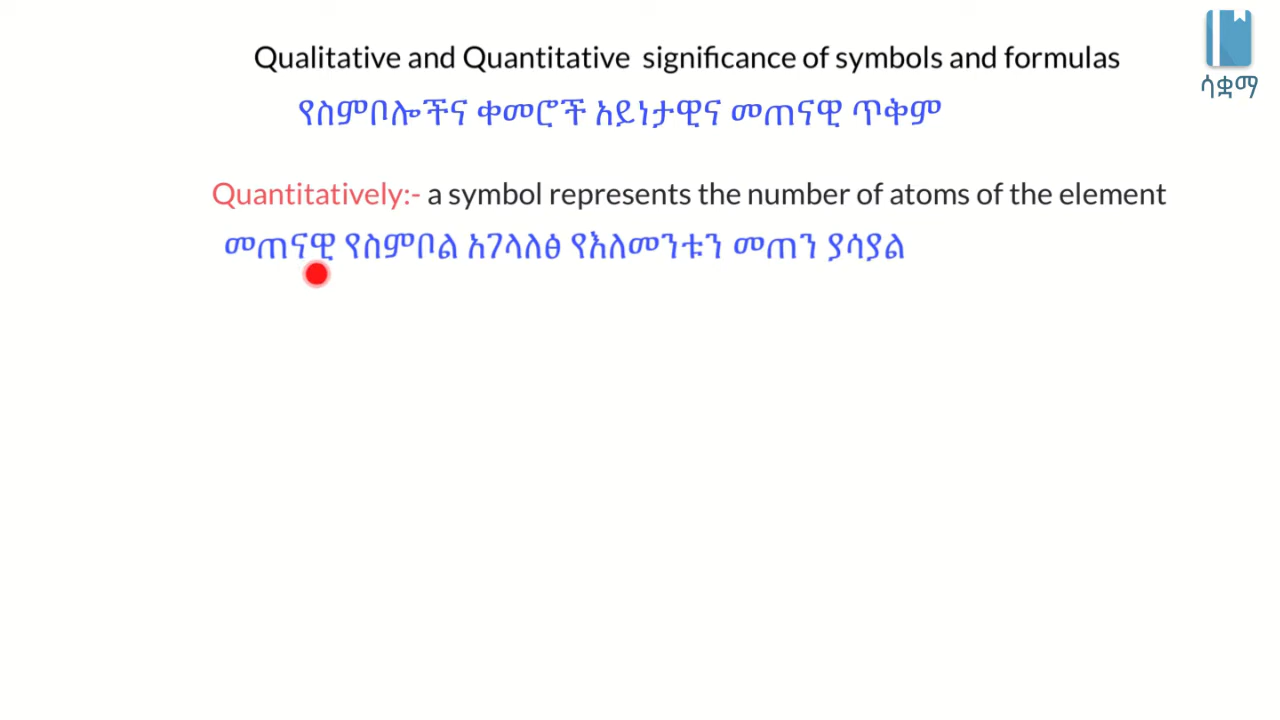 Qualitative and Quantitative significance of symbols and formulas
የስምቦሎችና ቀመሮች አይነታዊና መጠናዊ ጥቅም
ሳቋማ
Quantitatively:- a symbol represents the number of atoms of the element
መጠናዊ የስምቦል አገላለፅ የእለመንቱን መጠን ያሳያል